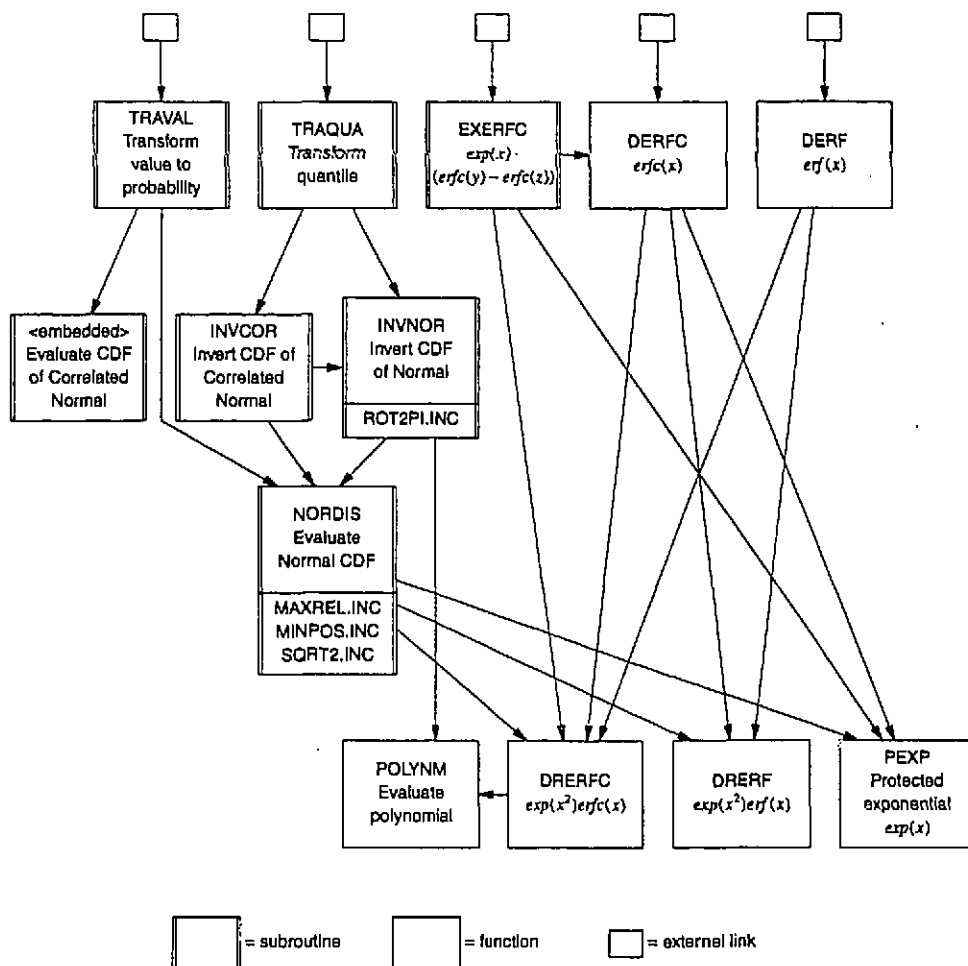 TRAVAL
Transform
value to
probability
TRAQUA
Transform
quantile
EXERFC
exp(x)·
(erfc(y) – erfc(z))
DERFC
erfc(x)
DERF
erf(x)
<embedded>
Evaluate CDF
of Correlated
Normal
INVCOR
Invert CDF of
Correlated
Normal
INVNOR
Invert CDF
of Normal
ROT2PI.INC
NORDIS
Evaluate
Normal CDF
MAXREL.INC
MINPOS.INC
SQRT2.INC
POLYNM
Evaluate
polynomial
DRERFC
exp(x²)erfc(x)
DRERF
exp(x²)erf(x)
PEXP
Protected
exponential
exp(x)
= subroutine
= function
= external link